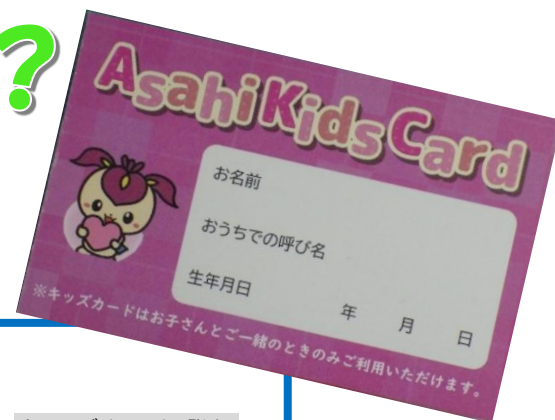 ?
Asahi Kids Card
お名前
おうちでの呼び名
生年月日
年 月 日
※キッズカードはお子さんとご一緒のときのみご利用いただけます。